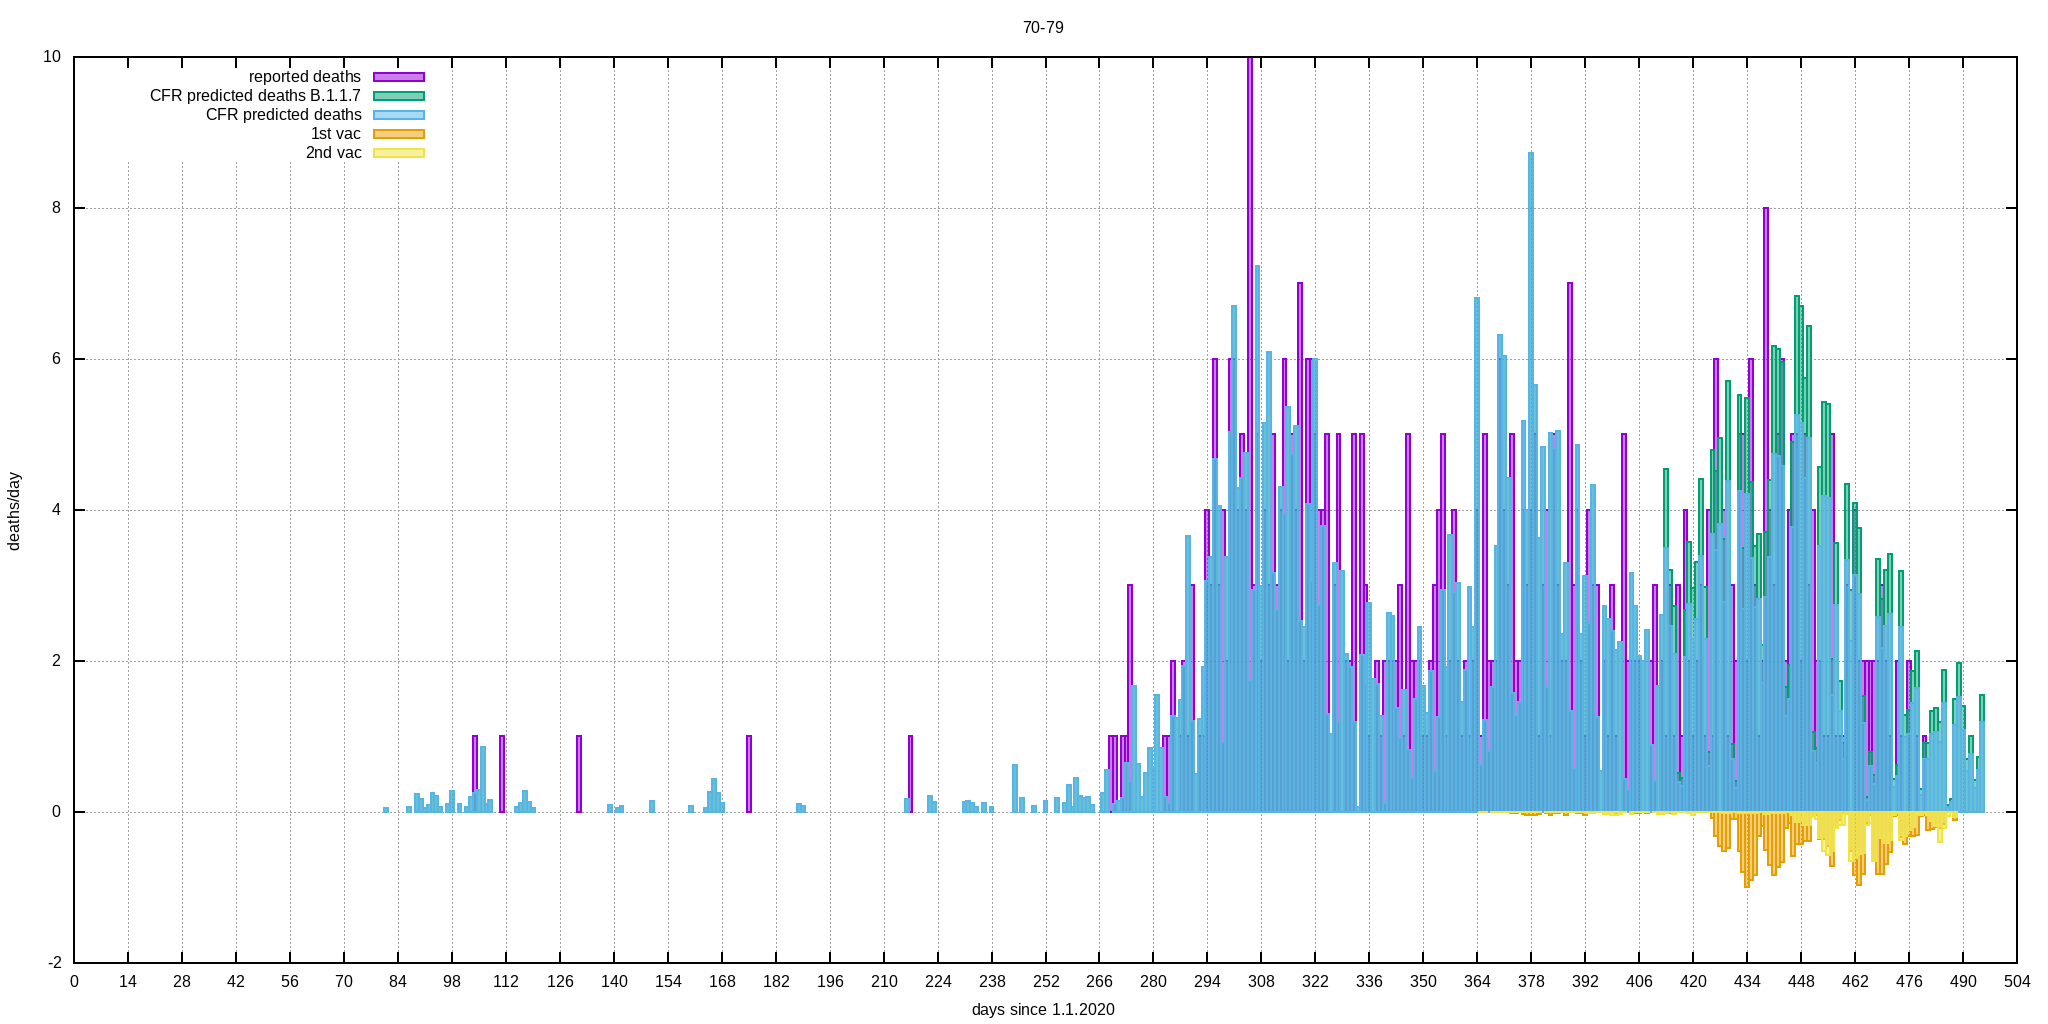 70-79
reported deaths
CFR predicted deaths B.1.1.7
CFR predicted deaths
1st vac
2nd vac
10
8
6
4
2
0
-2
deaths/day
0 14 28 42 56 70 84 98 112 126 140 154 168 182 196 210 224 238 252 266 280 294 308 322 336 350 364 378 392 406 420 434 448 462 476 490 504
days since 1.1.2020